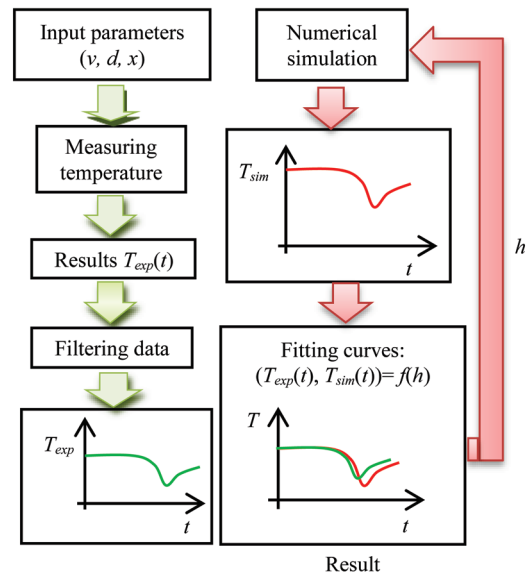 Input parameters
(v, d, x)
Measuring
temperature
Results Texp(t)
Filtering data
Texp
t
Numerical
simulation
Tsim
t
h
Fitting curves:
(Texp(t), Tsim(t))= f(h)
T
t
Result